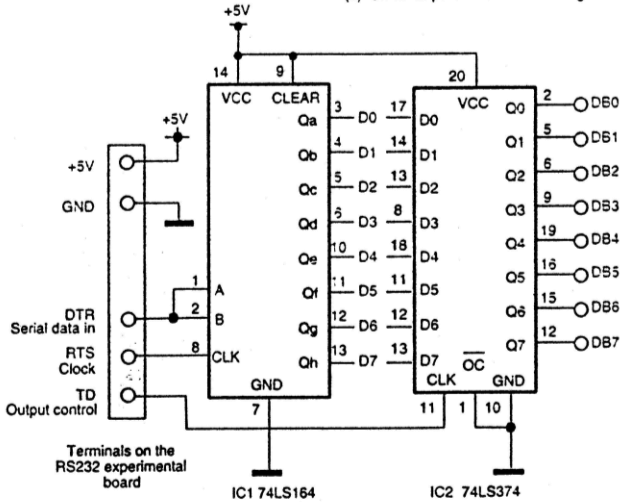 +5V
14
9
20
VCC
CLEAR
VCC
+5V
+5V
GND
DTR
Serial data in
RTS
Clock
TD
Output control
Terminals on the
RS232 experimental
board
1
A
2
B
8
CLK
GND
7
IC1 74LS164
Qa 3 D0 17 D0
Qb 4 D1 14 D1
Qc 5 D2 13 D2
Qd 6 D3 8 D3
Qe 10 D4 18 D4
Qf 11 D5 11 D5
Qg 12 D6 12 D6
Qh 13 D7 13 D7
Q0 2 DB0
Q1 5 DB1
Q2 6 DB2
Q3 9 DB3
Q4 19 DB4
Q5 16 DB5
Q6 15 DB6
Q7 12 DB7
OC
CLK
GND
11
1
10
IC2 74LS374